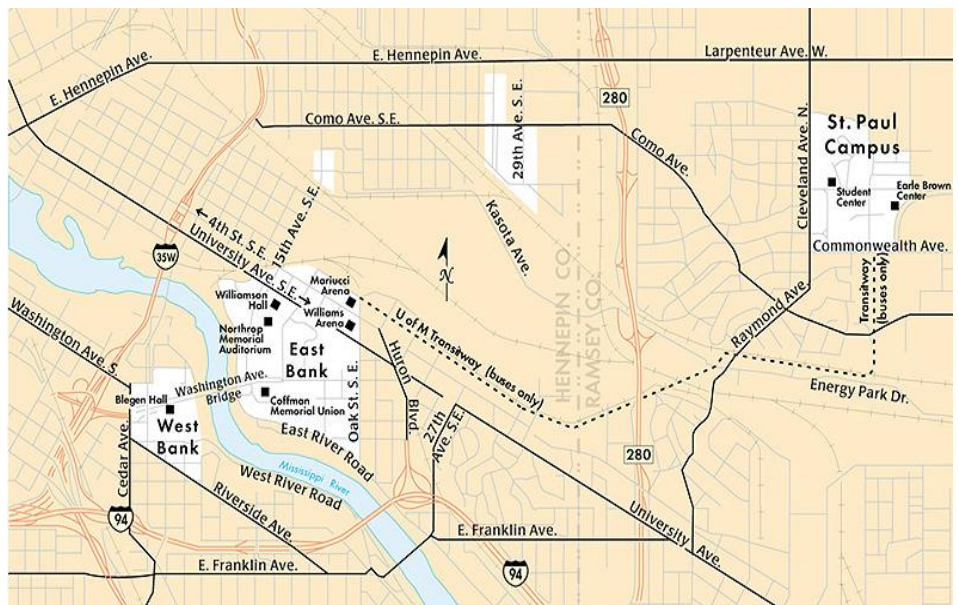 E. Hennepin Ave.
E. Hennepin Ave.
Larpenteur Ave. W.
280
Como Ave. S.E.
29th Ave. S.E.
Como Ave.
Cleveland Ave. N.
St. Paul
Campus
Student
Center
Earle Brown
Center
Commonwealth Ave.
Transitway
(buses only)
Kasota Ave.
15th Ave. S.E.
← 4th St. S.E.
University Ave. S.E. →
35W
N
Mariucci
Arena
Williams
Arena
Williamson
Hall
Northrop
Memorial
Auditorium
East
Bank
U of M Transitway (buses only)
HENNEPIN CO.
RAMSEY CO.
Raymond Ave.
Energy Park Dr.
Washington Ave. S.
Washington Ave.
Bridge
Blegen Hall
West
Bank
Coffman
Memorial Union
Oak St. S. E.
Huron
Blvd.
27th
Ave. S.E.
East River Road
Mississippi River
West River Road
Cedar Ave.
Riverside Ave.
94
280
University Ave.
E. Franklin Ave.
E. Franklin Ave.
94